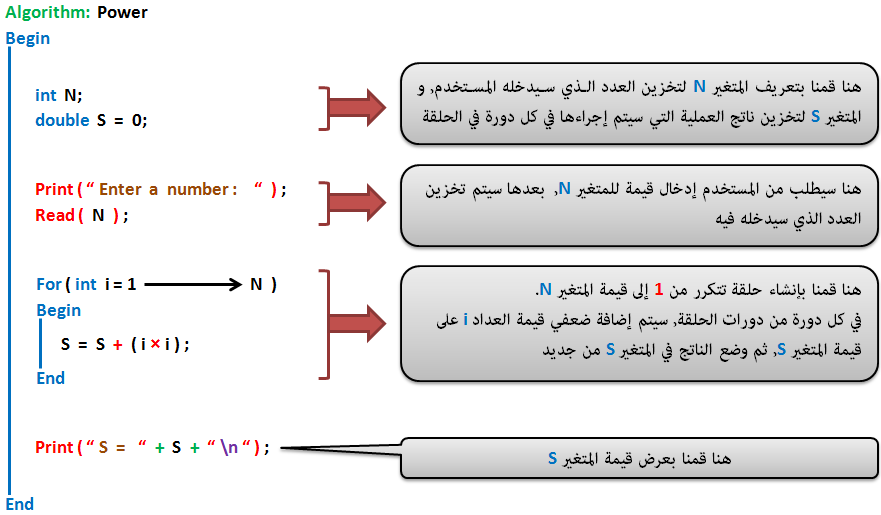 Algorithm: Power
Begin
int N;
double S = 0;
هنا قمنا بتعريف المتغير N لتخزين العدد الذي سيدخله المستخدم, و
المتغير S لتخزين ناتج العملية التي سيتم إجراءها في كل دورة في الحلقة
Print ( “ Enter a number : “ ) ;
Read ( N ) ;
هنا سيطلب من المستخدم إدخال قيمة للمتغير N, بعدها سيتم تخزين
العدد الذي سيدخله فيه
For ( int i = 1 ⟶ N )
Begin
S = S + ( i × i ) ;
End
هنا قمنا بإنشاء حلقة تتكرر من 1 إلى قيمة المتغير N.
في كل دورة من دورات الحلقة, سيتم إضافة ضعفي قيمة العداد i على
قيمة المتغير S, ثم وضع الناتج في المتغير S من جديد
Print ( “ S = “ + S + “ \n “ ) ;
هنا قمنا بعرض قيمة المتغير S
End